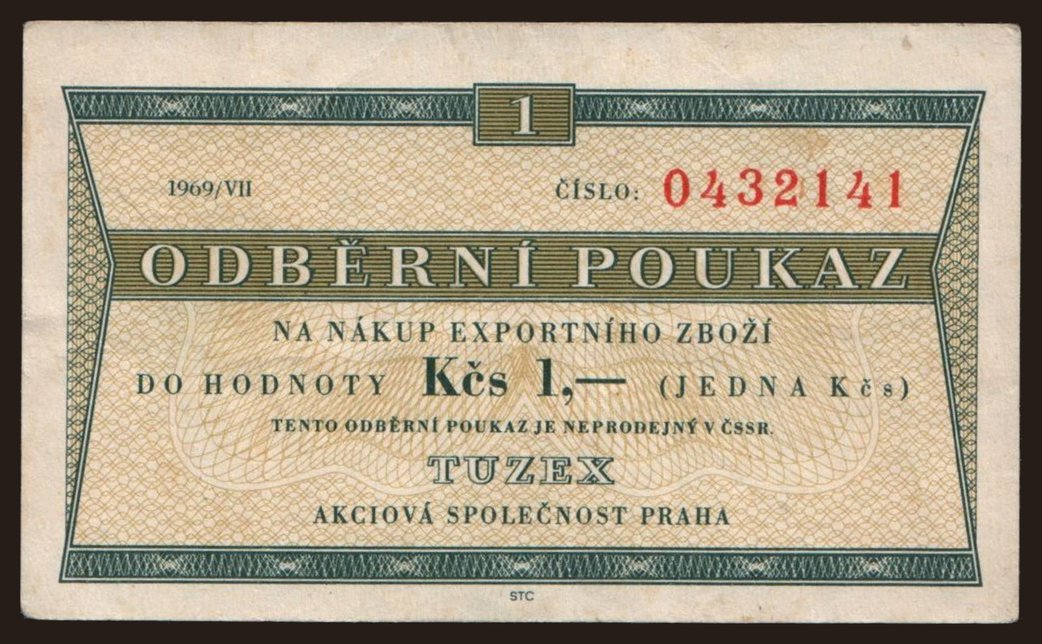 1
1969/VII ČÍSLO: 0432141
ODBĚRNÍ POUKAZ
NA NÁKUP EXPORTNÍHO ZBOŽÍ
DO HODNOTY Kčs 1,— (JEDNA Kčs)
TENTO ODBĚRNÍ POUKAZ JE NEPRODEJNÝ V ČSSR.
TUZEX
AKCIOVÁ SPOLEČNOST PRAHA
STC